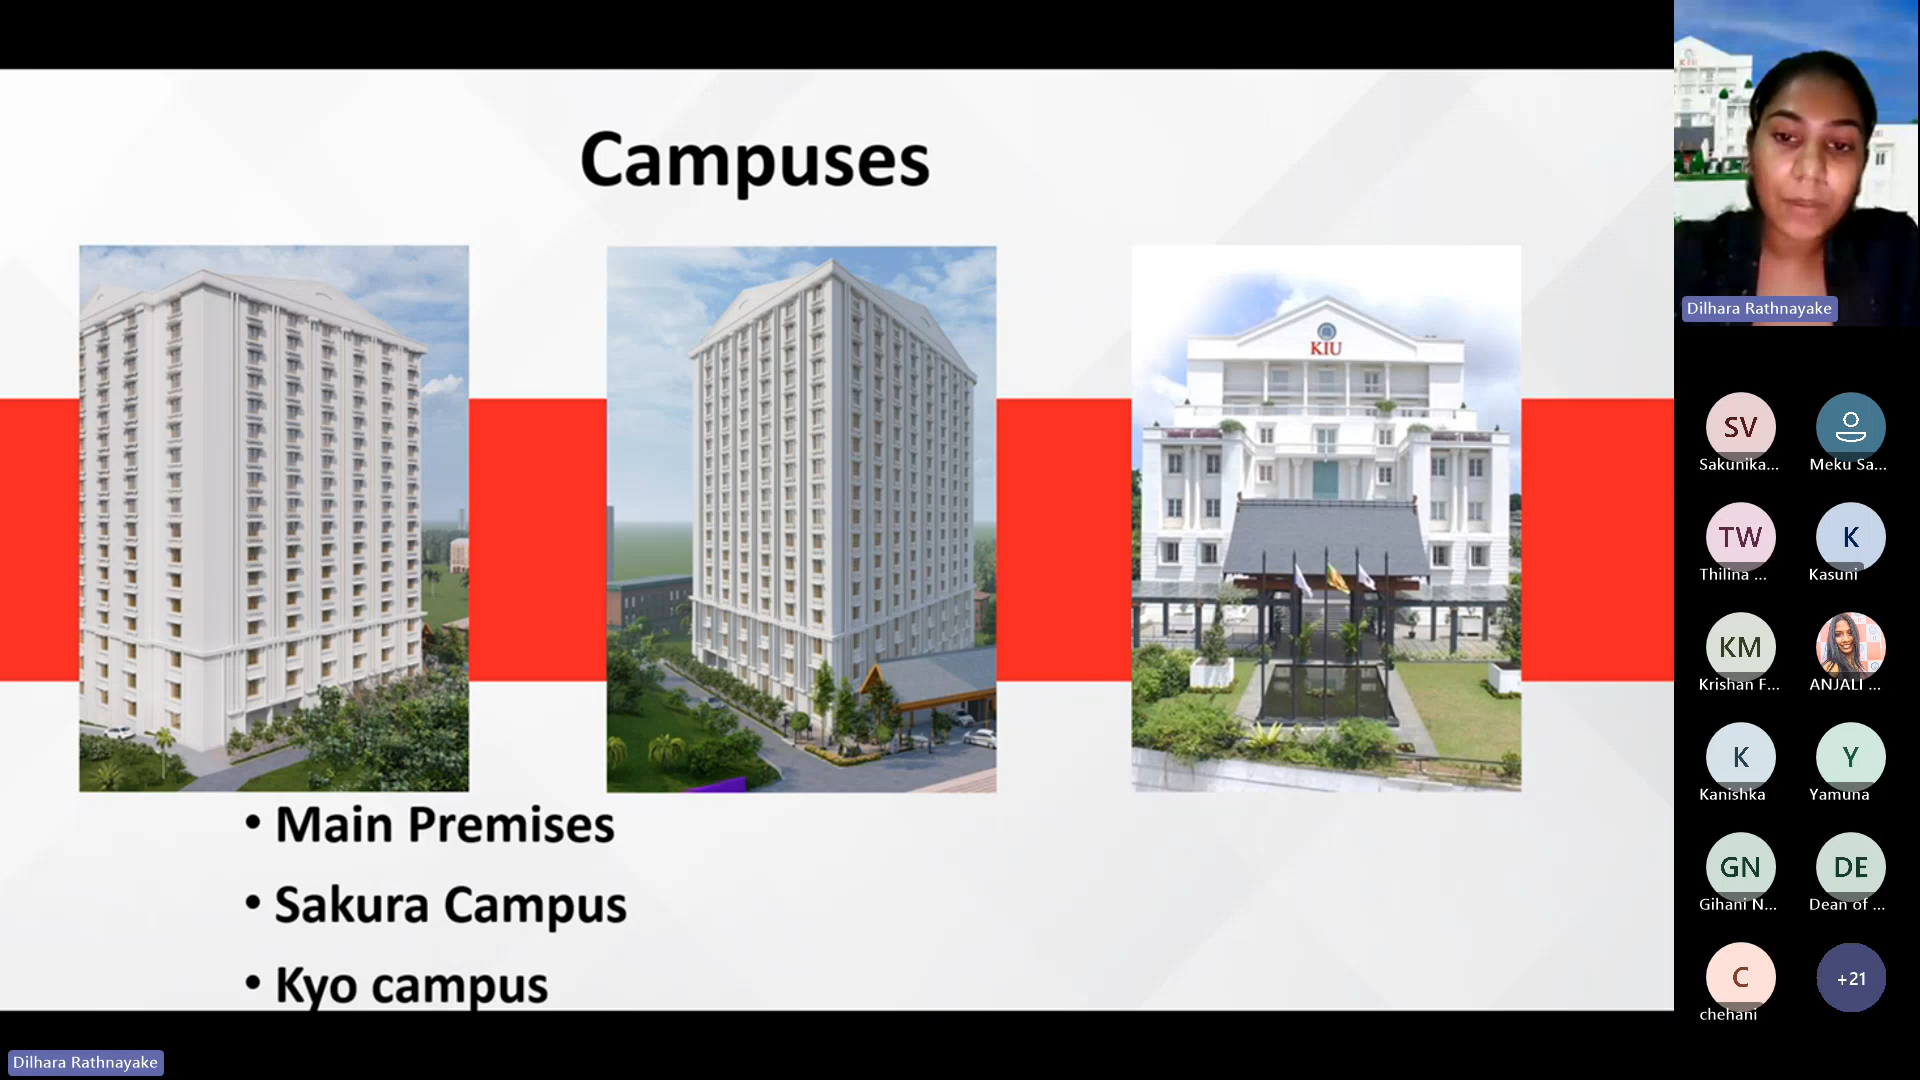 Campuses
KIU
• Main Premises
• Sakura Campus
• Kyo campus
Dilhara Rathnayake
Dilhara Rathnayake
SV
Sakunika...
Meku Sa...
TW
Thilina ...
K
Kasuni
KM
Krishan F...
ANJALI ...
K
Kanishka
Y
Yamuna
GN
Gihani N...
DE
Dean of ...
C
chehani
+21